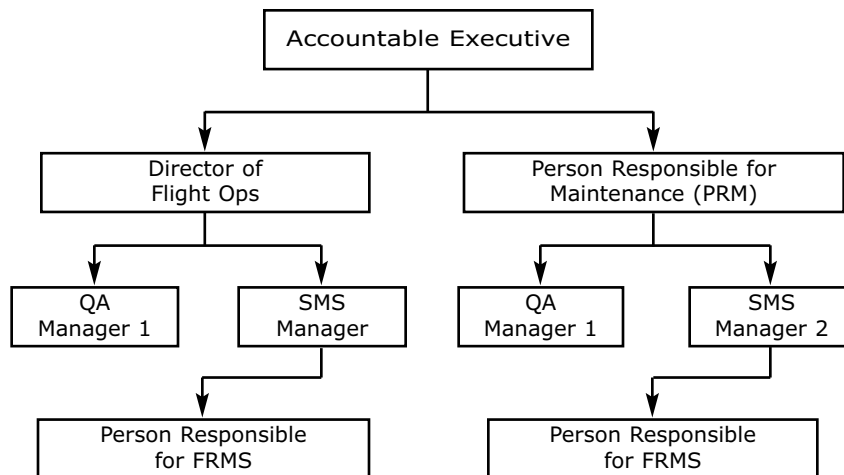 Accountable Executive
Director of
Flight Ops
Person Responsible for
Maintenance (PRM)
QA
Manager 1
SMS
Manager
QA
Manager 1
SMS
Manager 2
Person Responsible
for FRMS
Person Responsible
for FRMS